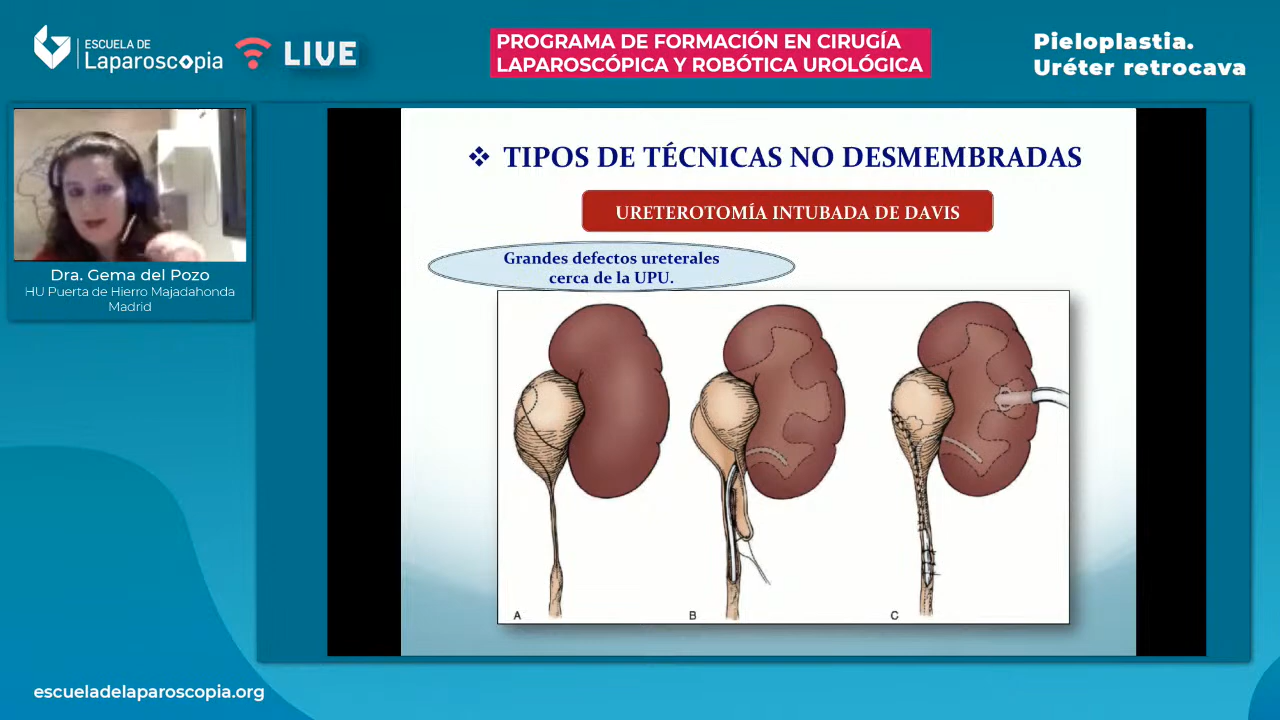 ESCUELA DE
Laparoscopia
LIVE
PROGRAMA DE FORMACIÓN EN CIRUGÍA
LAPAROSCÓPICA Y ROBÓTICA UROLÓGICA
Pieloplastia.
Uréter retrocava
Dra. Gema del Pozo
HU Puerta de Hierro Majadahonda
Madrid
❖ TIPOS DE TÉCNICAS NO DESMEMBRADAS
URETEROTOMÍA INTUBADA DE DAVIS
Grandes defectos ureterales
cerca de la UPU.
A B C
escueladelaparoscopia.org